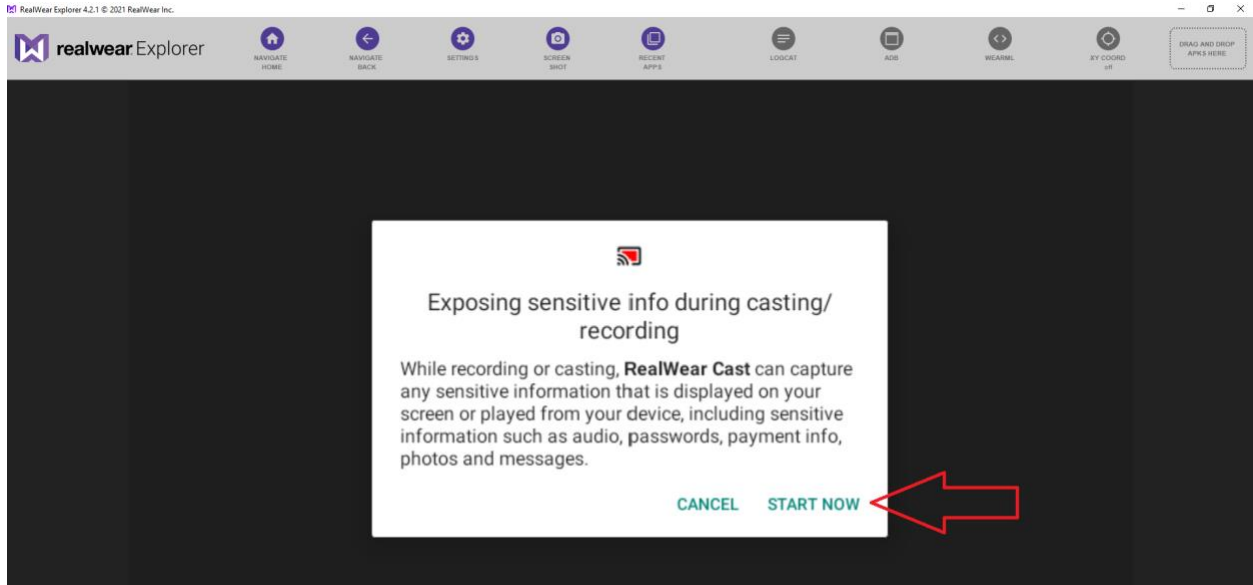 RealWear Explorer 4.2.1 © 2021 RealWear Inc.
realwear Explorer
NAVIGATE
HOME
NAVIGATE
BACK
SETTINGS
SCREEN
SHOT
RECENT
APPS
LOGCAT
ADB
WEARML
XY COORD
off
DRAG AND DROP
APKS HERE
Exposing sensitive info during casting/
recording
While recording or casting, RealWear Cast can capture
any sensitive information that is displayed on your
screen or played from your device, including sensitive
information such as audio, passwords, payment info,
photos and messages.
CANCEL START NOW